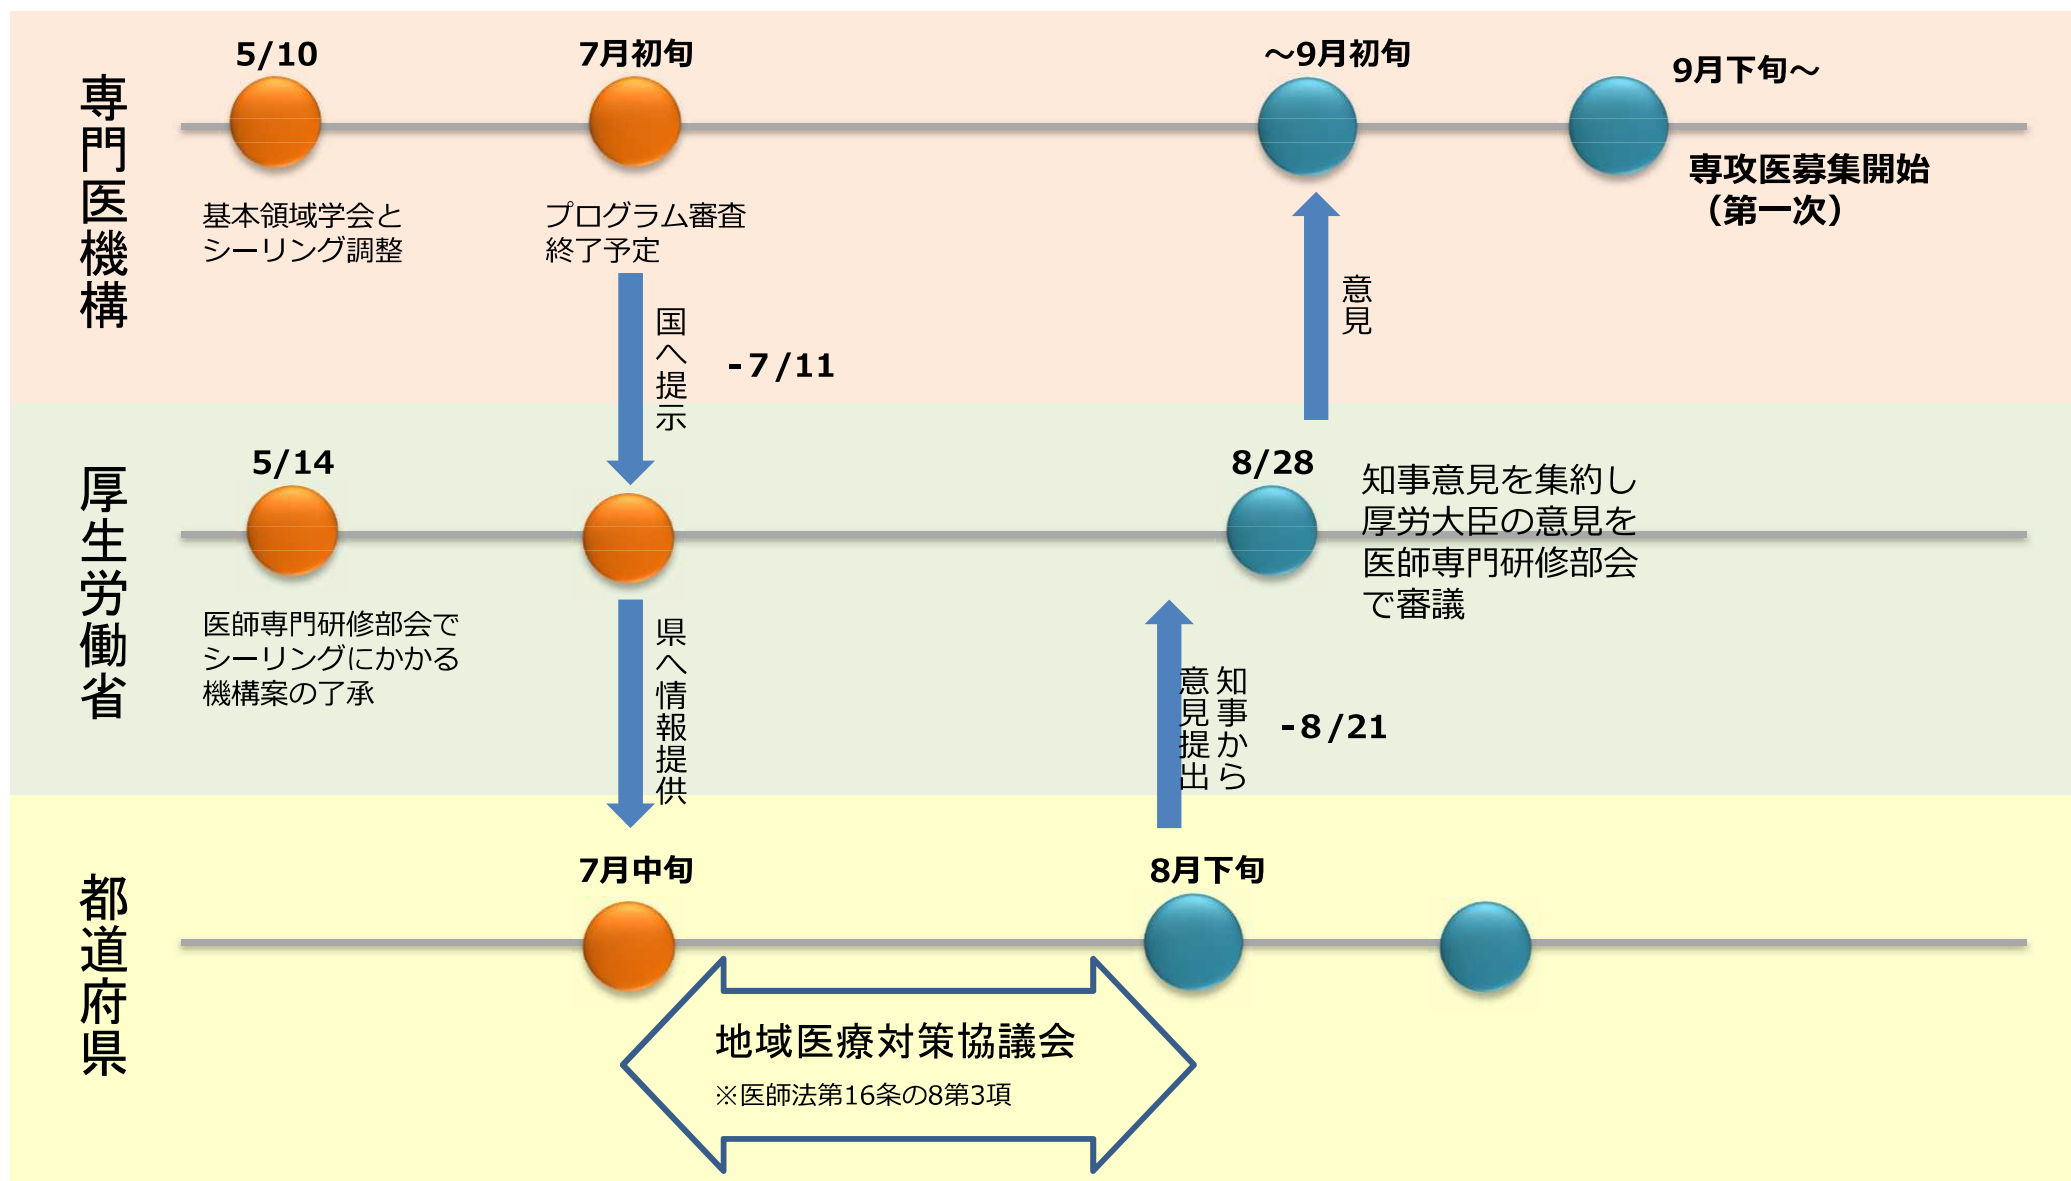 専門医機構
5/10
7月初旬
～9月初旬
9月下旬～
基本領域学会と
シーリング調整
プログラム審査
終了予定
専攻医募集開始
（第一次）
国へ提示
-7/11
意見
厚生労働省
5/14
8/28
医師専門研修部会で
シーリングにかかる
機構案の了承
県へ情報提供
知事意見を集約し
厚労大臣の意見を
医師専門研修部会
で審議
知事から
意見提出
-8/21
都道府県
7月中旬
8月下旬
地域医療対策協議会
※医師法第16条の8第3項